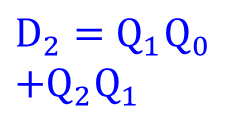 D₂ = Q₁Q₀
+Q₂Q₁